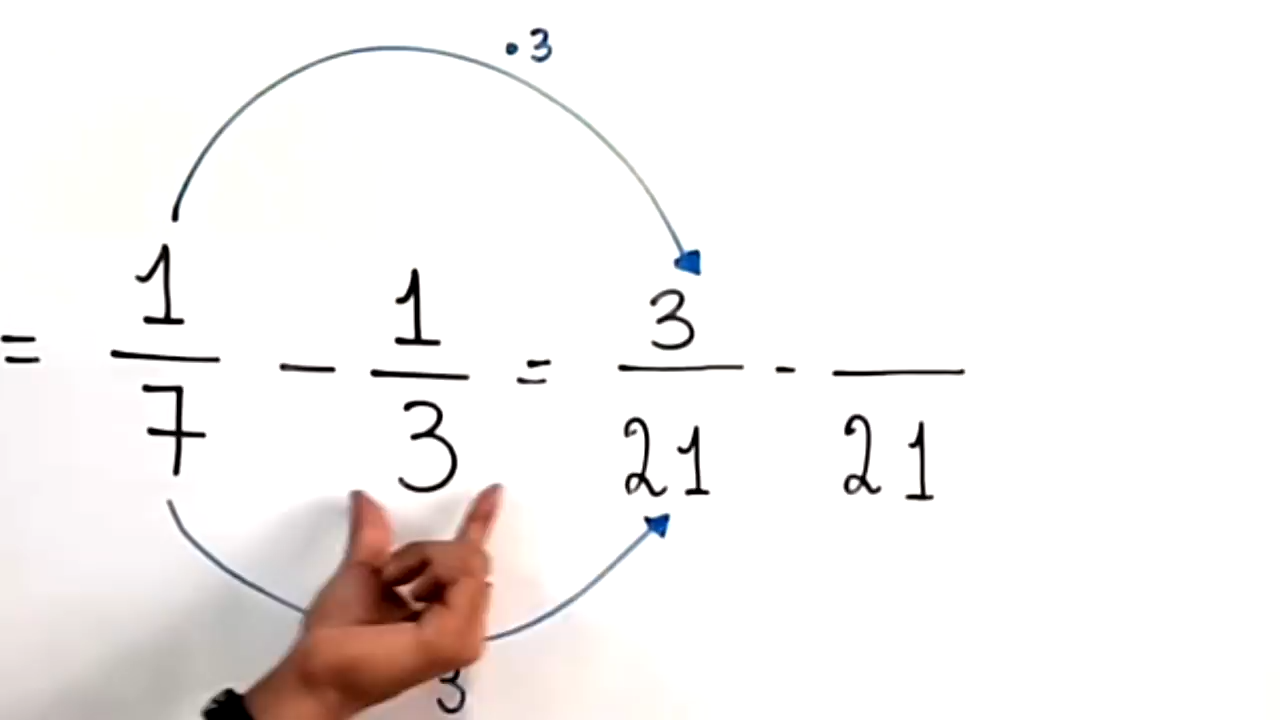 · 3
= 1/7 - 1/3 = 3/21 - /21
3